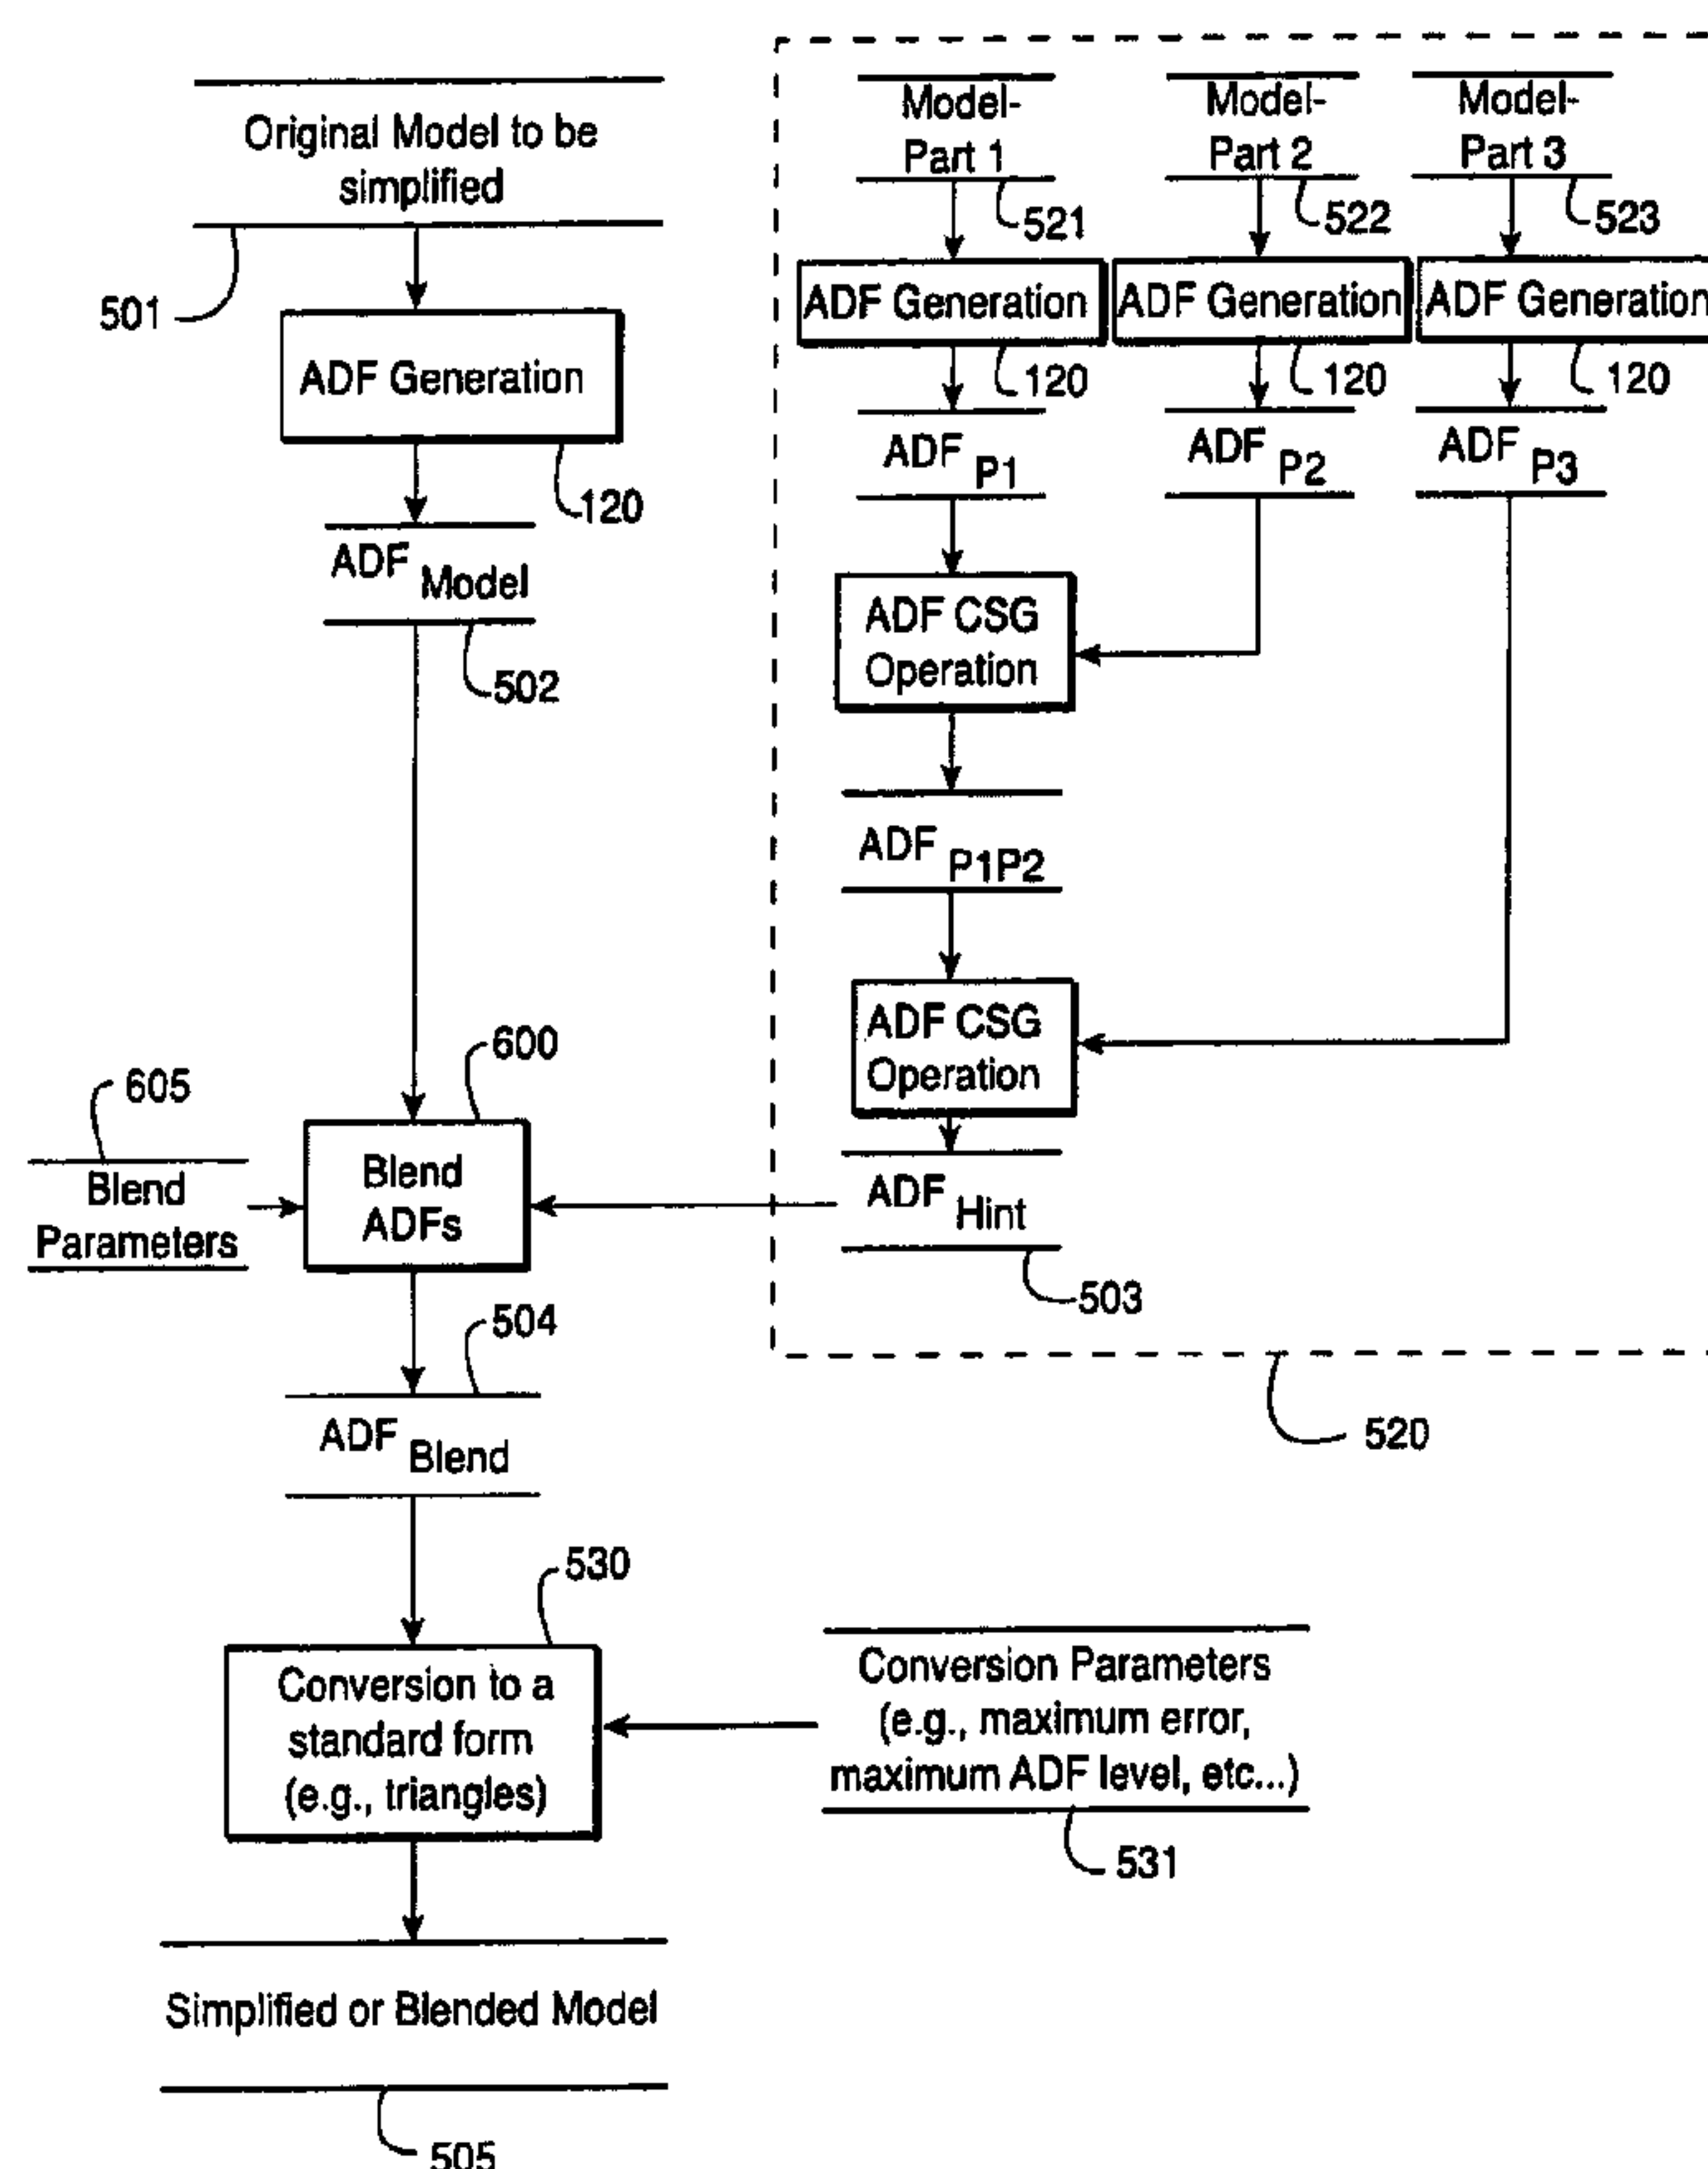 Original Model to be
simplified
501
ADF Generation
120
ADF Model
502
600
605
Blend
Parameters
Blend
ADFs
504
ADF Blend
530
Conversion to a
standard form
(e.g., triangles)
Conversion Parameters
(e.g., maximum error,
maximum ADF level, etc...)
531
Simplified or Blended Model
505
Model-
Part 1
521
Model-
Part 2
522
Model-
Part 3
523
ADF Generation
120
ADF Generation
120
ADF Generation
120
ADF P1
ADF P2
ADF P3
ADF CSG
Operation
ADF P1P2
ADF CSG
Operation
ADF Hint
503
520